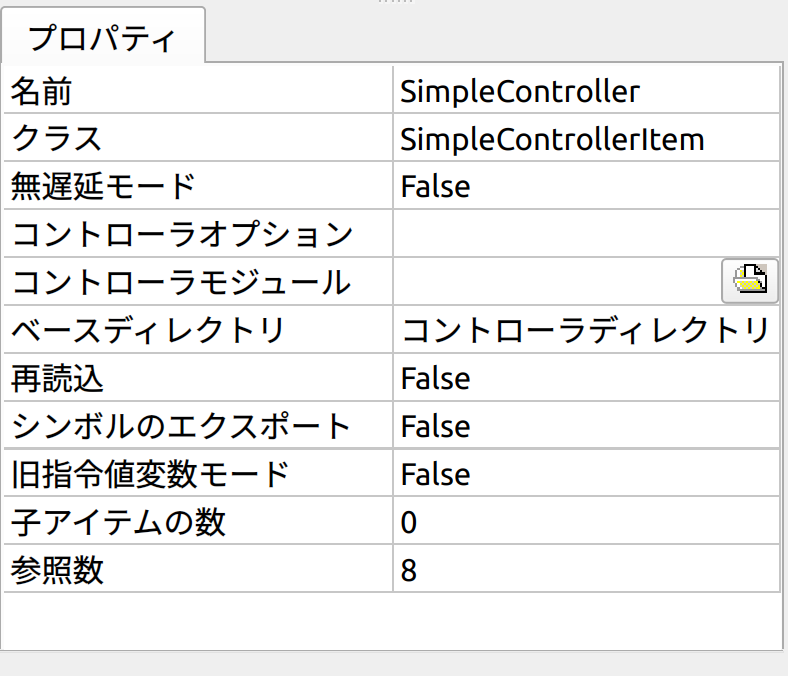 プロパティ
名前 SimpleController
クラス SimpleControllerItem
無遅延モード False
コントローラオプション
コントローラモジュール
ベースディレクトリ コントローラディレクトリ
再読込 False
シンボルのエクスポート False
旧指令値変数モード False
子アイテムの数 0
参照数 8